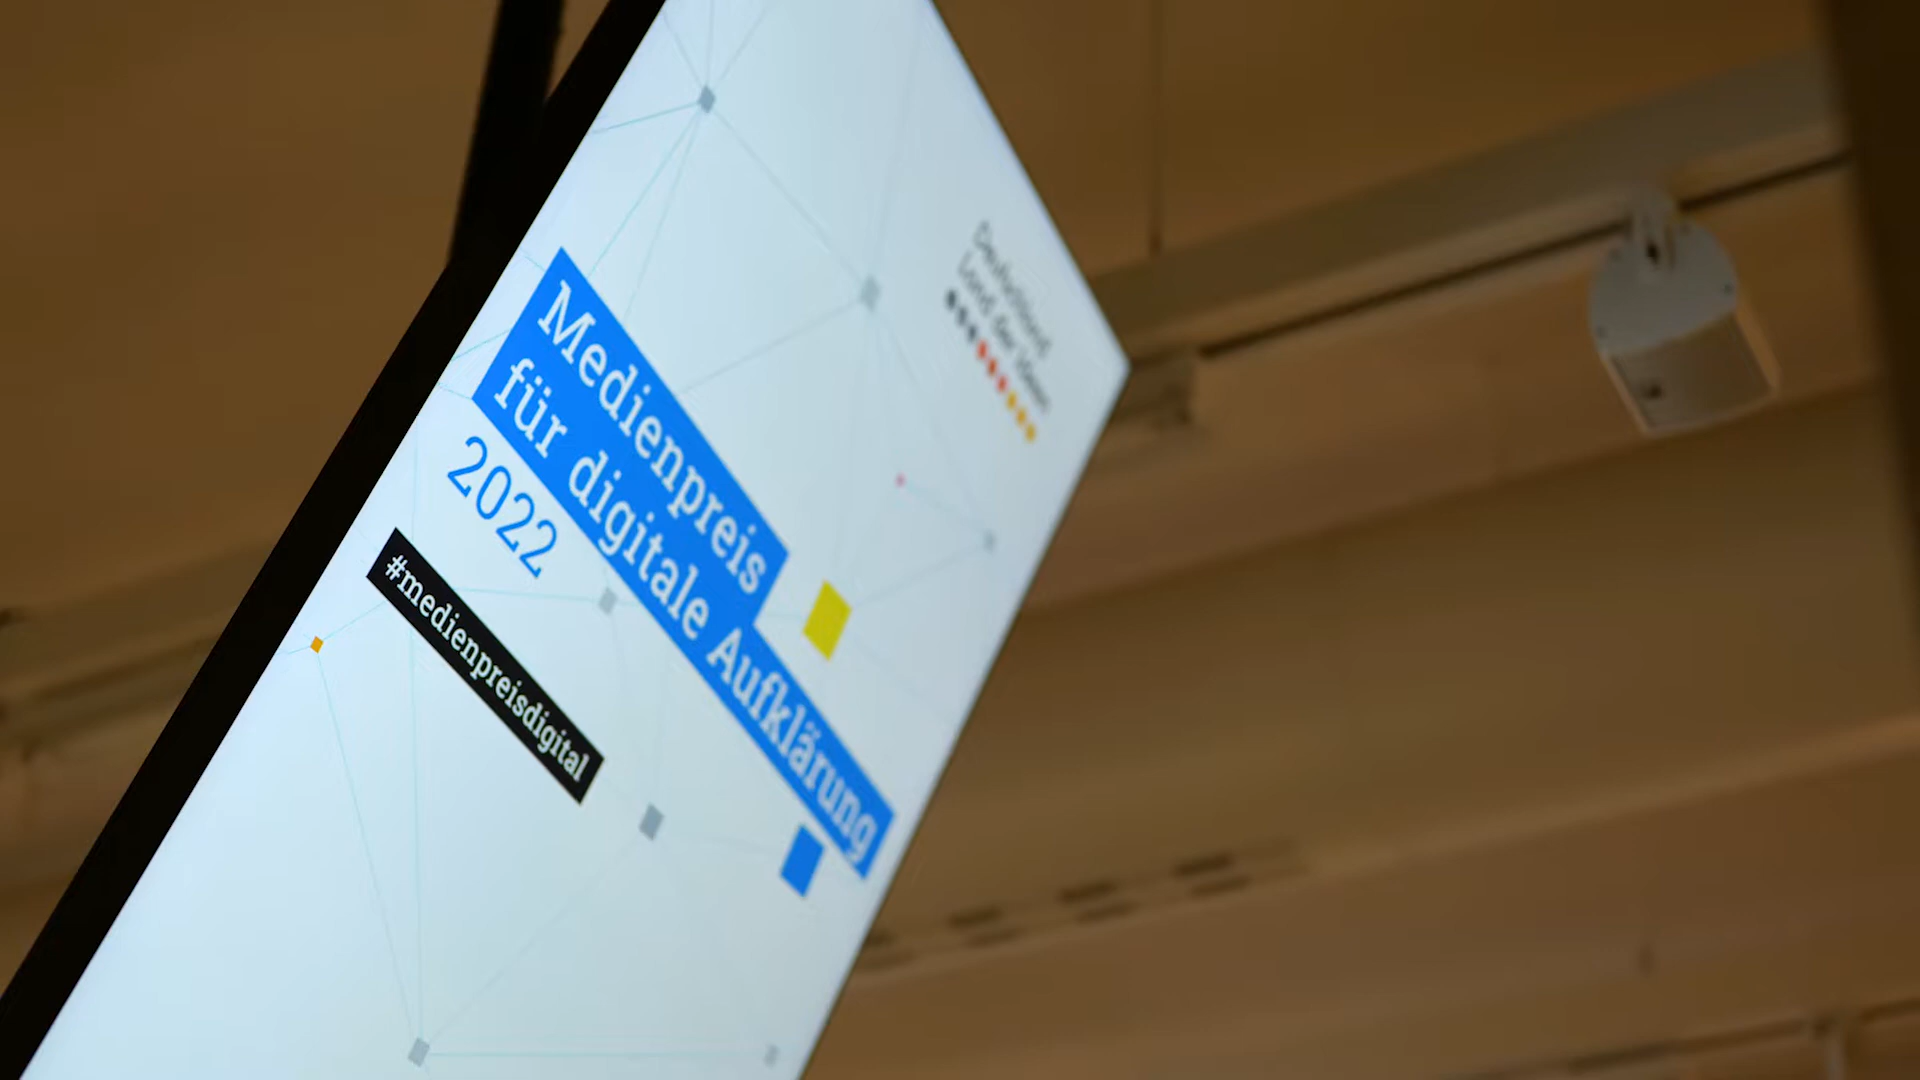 Deutschland
Land der Ideen
Medienpreis
für digitale Aufklärung
2022
#medienpreisdigital